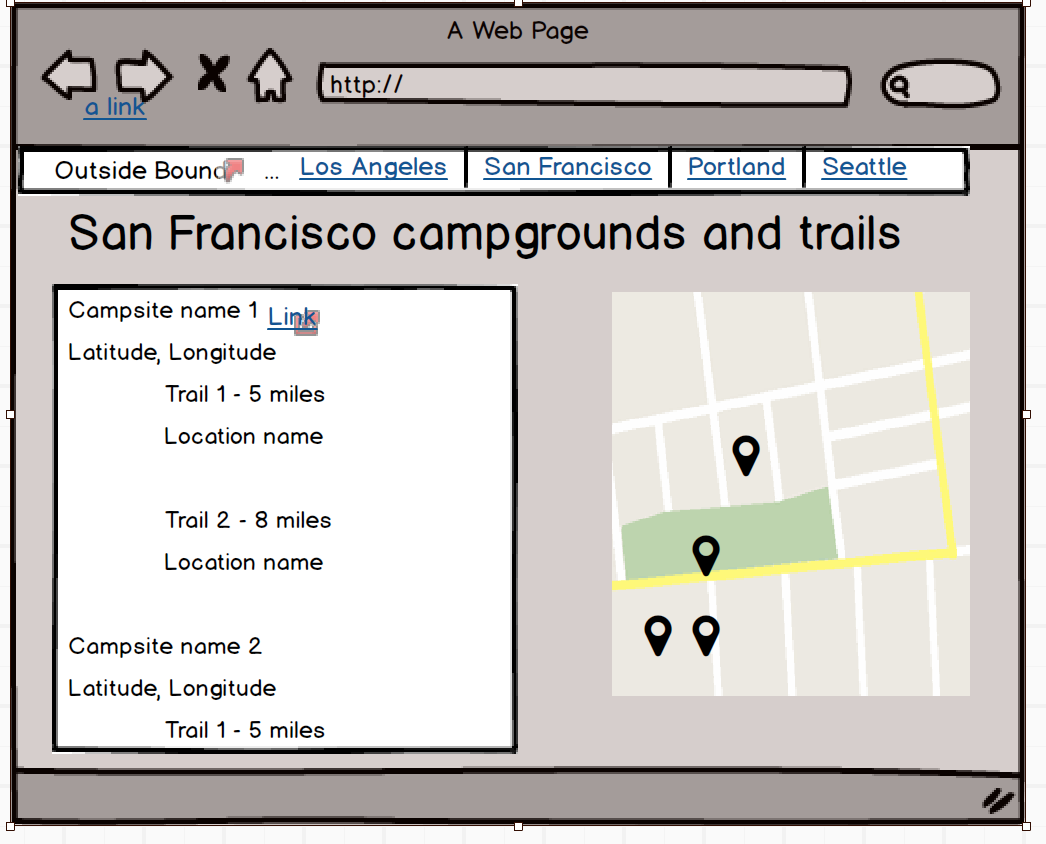 A Web Page
http://
a link
Outside Bound ... Los Angeles San Francisco Portland Seattle
San Francisco campgrounds and trails
Campsite name 1 Link
Latitude, Longitude
Trail 1 - 5 miles
Location name
Trail 2 - 8 miles
Location name
Campsite name 2
Latitude, Longitude
Trail 1 - 5 miles